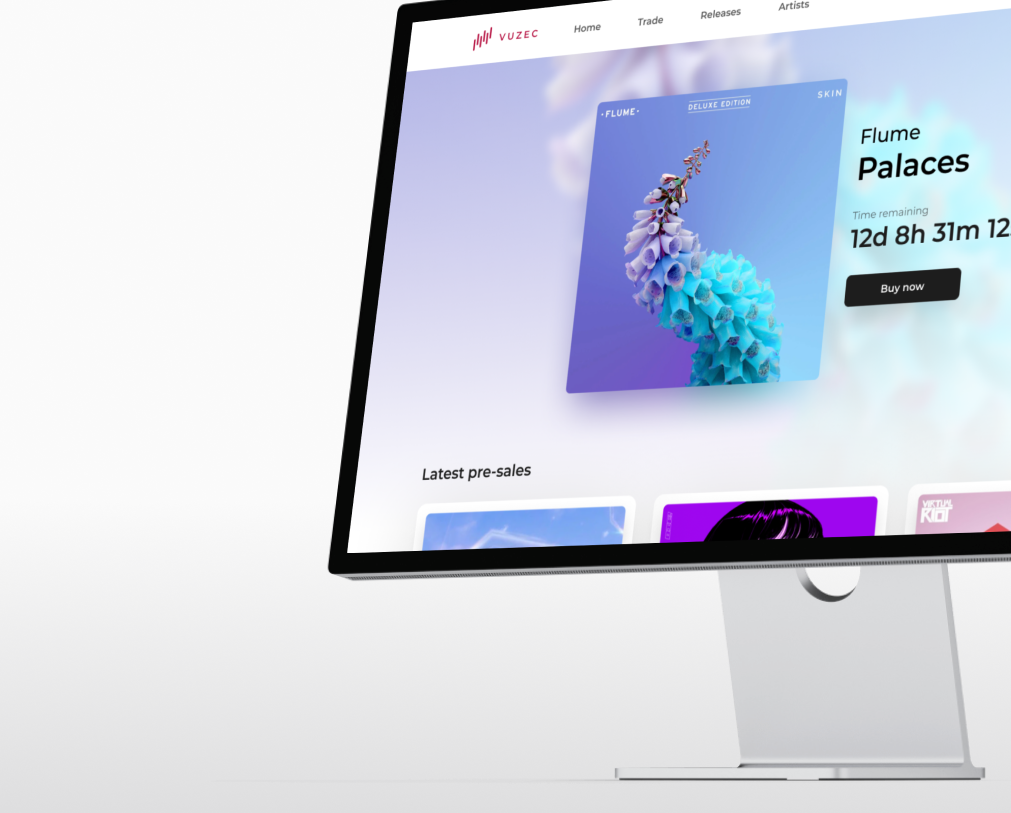 VUZEC
Home
Trade
Releases
Artists
·FLUME·
DELUXE EDITION
SKIN
Flume
Palaces
Time remaining
12d 8h 31m 12
Buy now
Latest pre-sales
VIRTUAL
RIOT